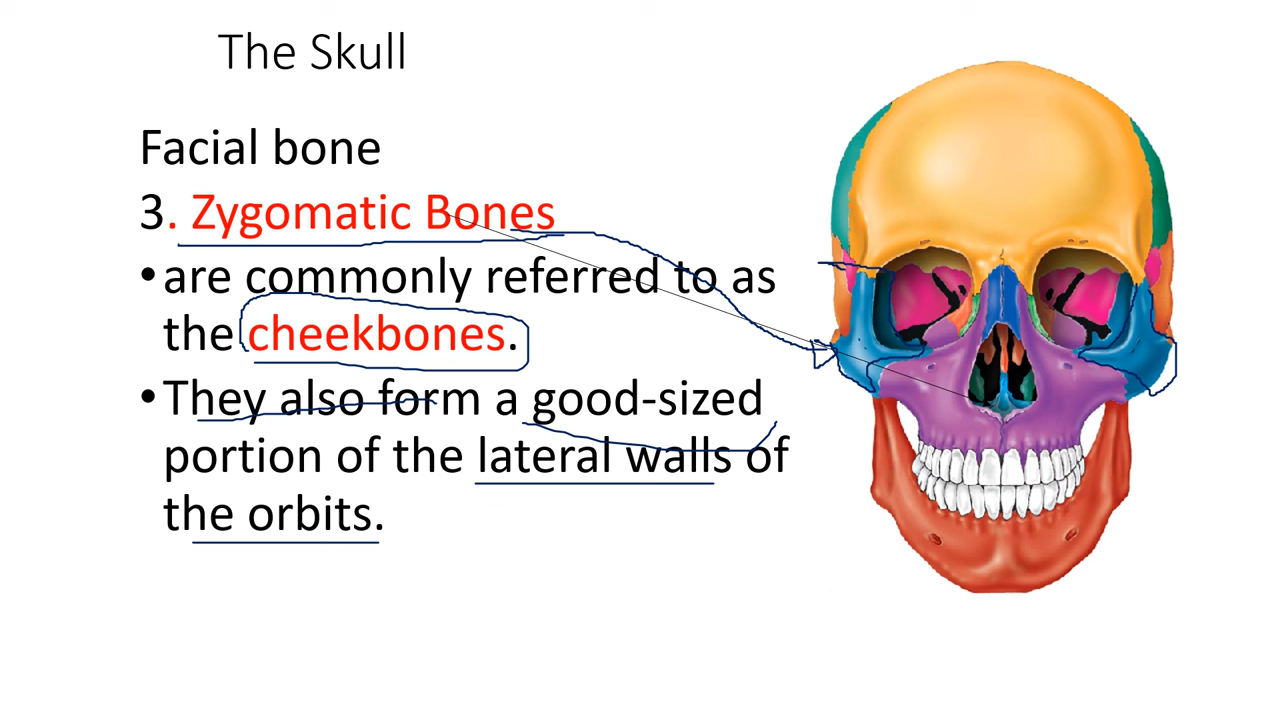 The Skull
Facial bone
3. Zygomatic Bones
•are commonly referred to as
the cheekbones.
•They also form a good-sized
portion of the lateral walls of
the orbits.